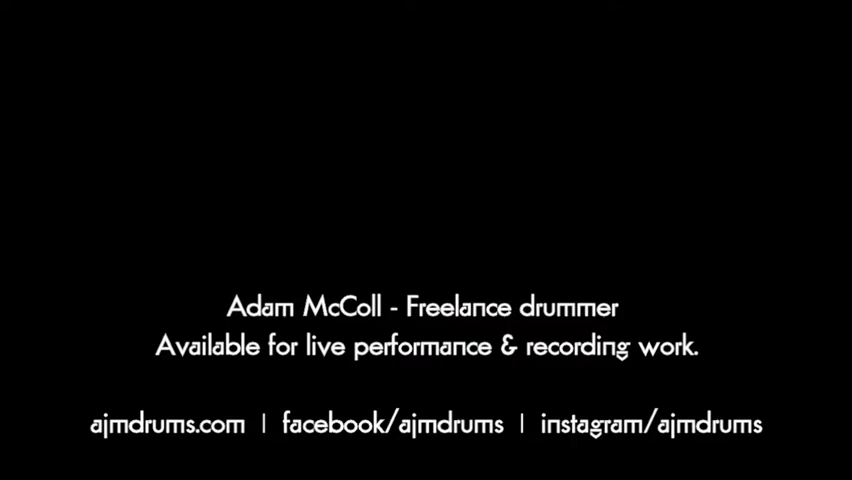 Adam McColl - Freelance drummer
Available for live performance & recording work.
ajmdrums.com | facebook/ajmdrums | instagram/ajmdrums